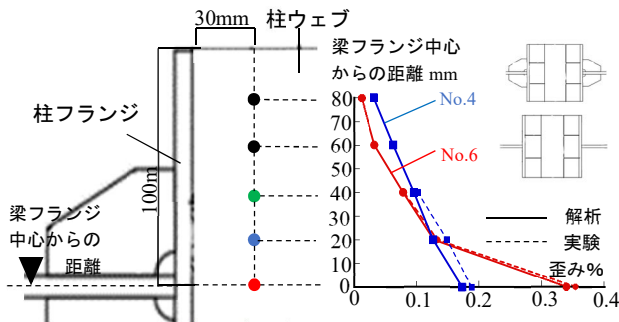 30mm
柱ウェブ
柱フランジ
100m
梁フランジ
中心からの
距離
梁フランジ中心
からの距離 mm
80
70
60
50
40
30
20
10
0
No.4
No.6
解析
実験
歪み%
0
0.1
0.2
0.3
0.4